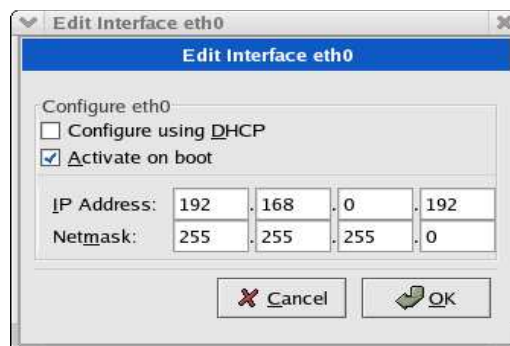 Edit Interface eth0
Edit Interface eth0
Configure eth0
Configure using DHCP
Activate on boot
IP Address: 192 . 168 . 0 . 192
Netmask: 255 . 255 . 255 . 0
Cancel OK